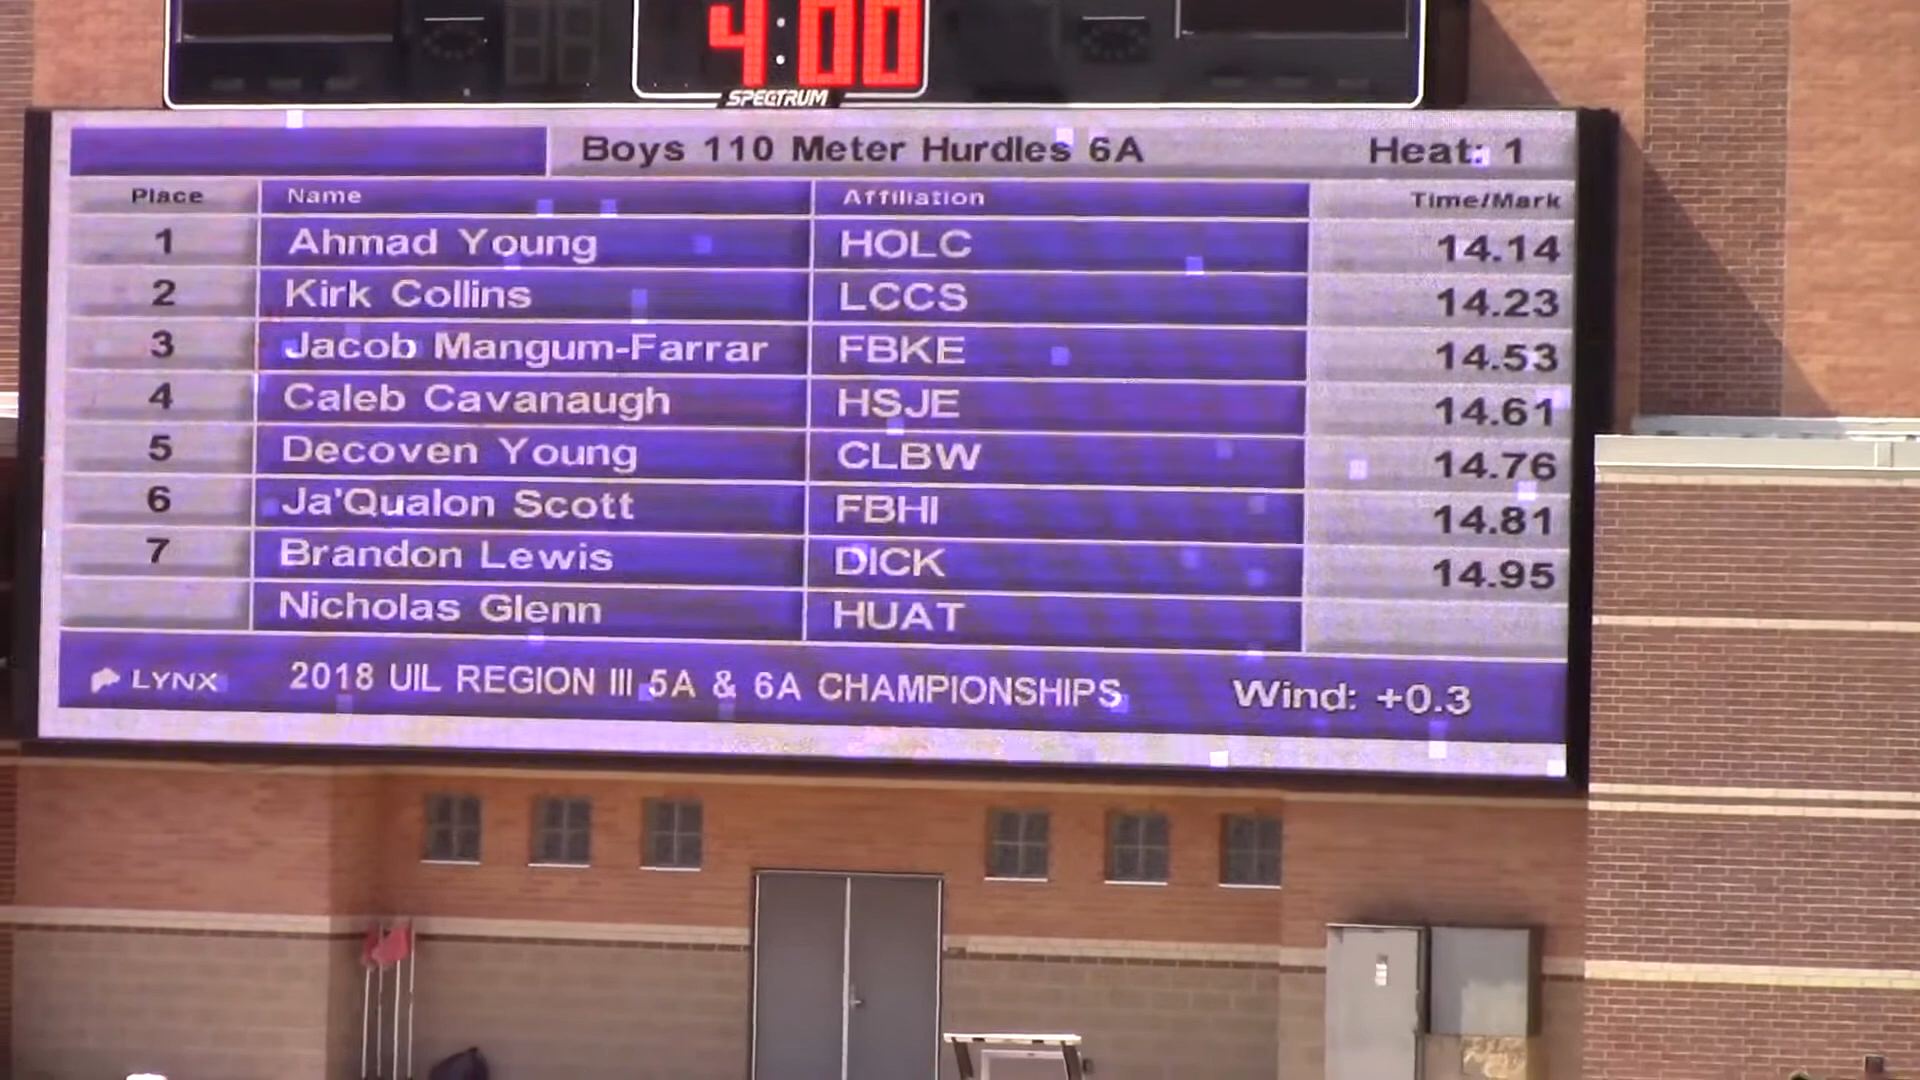 4:00
SPECTRUM
Boys 110 Meter Hurdles 6A Heat: 1
Place Name Affiliation Time/Mark
1 Ahmad Young HOLC 14.14
2 Kirk Collins LCCS 14.23
3 Jacob Mangum-Farrar FBKE 14.53
4 Caleb Cavanaugh HSJE 14.61
5 Decoven Young CLBW 14.76
6 Ja'Qualon Scott FBHI 14.81
7 Brandon Lewis DICK 14.95
Nicholas Glenn HUAT
LYNX 2018 UIL REGION III 5A & 6A CHAMPIONSHIPS Wind: +0.3